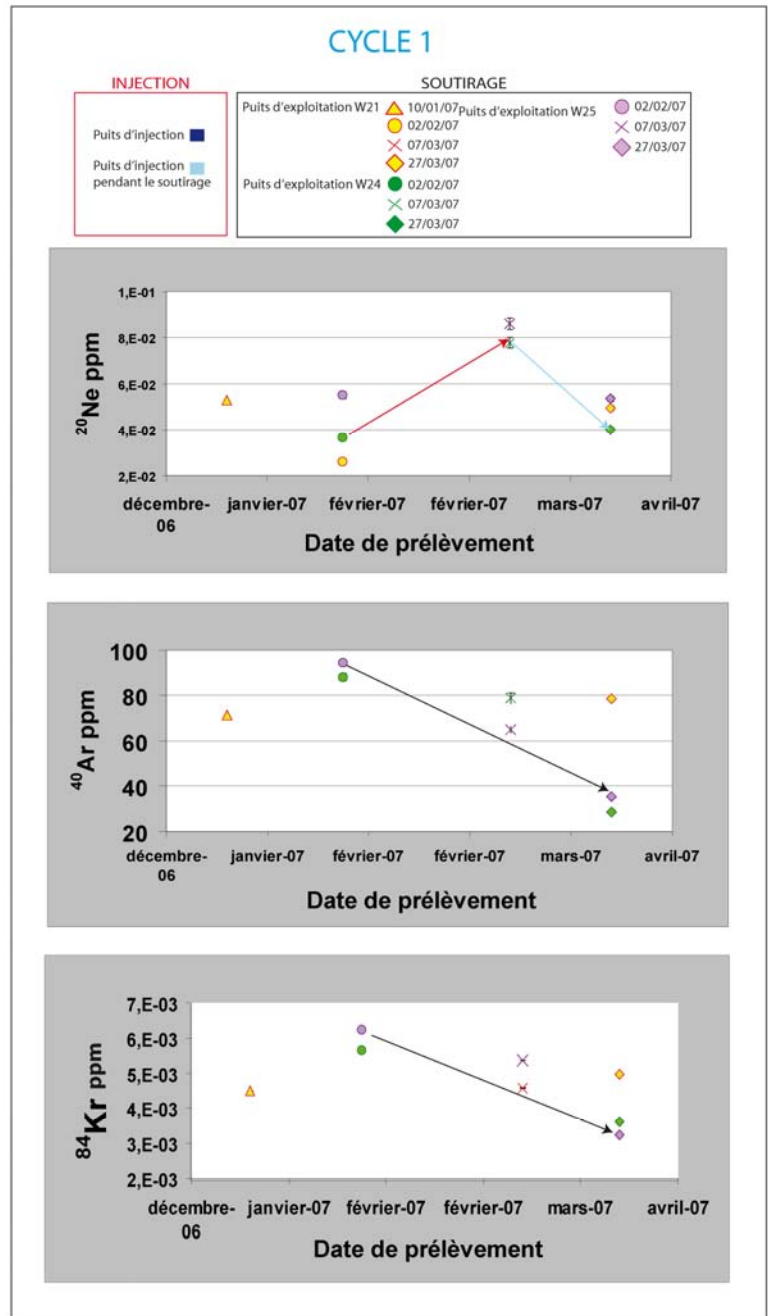 CYCLE 1
INJECTION
Puits d'injection
Puits d'injection
pendant le soutirage
SOUTIRAGE
Puits d'exploitation W21 10/01/07
02/02/07
07/03/07
27/03/07
Puits d'exploitation W24 02/02/07
07/03/07
27/03/07
Puits d'exploitation W25 02/02/07
07/03/07
27/03/07
20Ne ppm
1,E-01
8,E-02
6,E-02
4,E-02
2,E-02
décembre-
06
janvier-07 février-07 février-07 mars-07 avril-07
Date de prélèvement
40Ar ppm
100
80
60
40
20
décembre-
06
janvier-07 février-07 février-07 mars-07 avril-07
Date de prélèvement
84Kr ppm
7,E-03
6,E-03
5,E-03
4,E-03
3,E-03
2,E-03
décembre-
06
janvier-07 février-07 février-07 mars-07 avril-07
Date de prélèvement